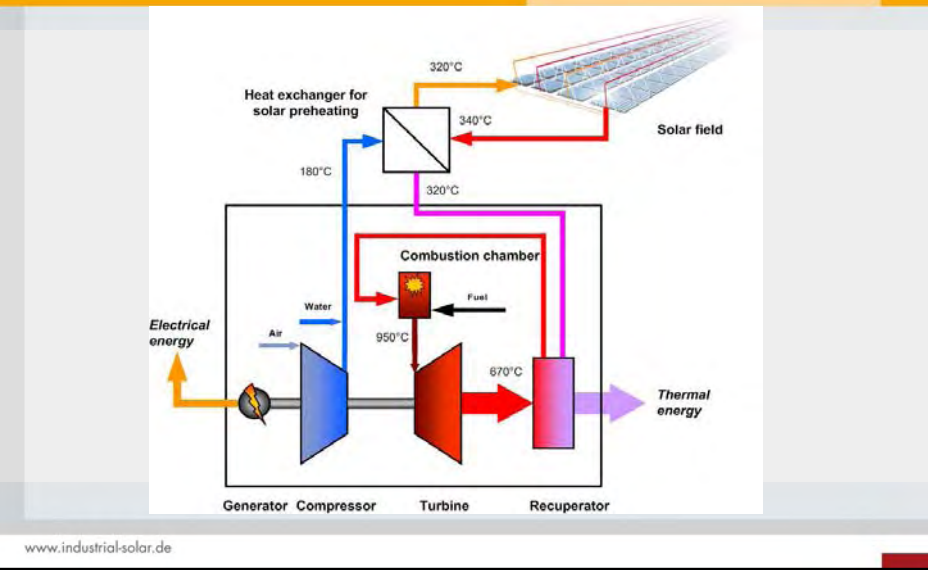 320°C
Heat exchanger for
solar preheating
340°C
Solar field
180°C
320°C
Combustion chamber
Fuel
Water
Electrical
energy
Air
950°C
670°C
Thermal
energy
Generator Compressor Turbine Recuperator
www.industrial-solar.de